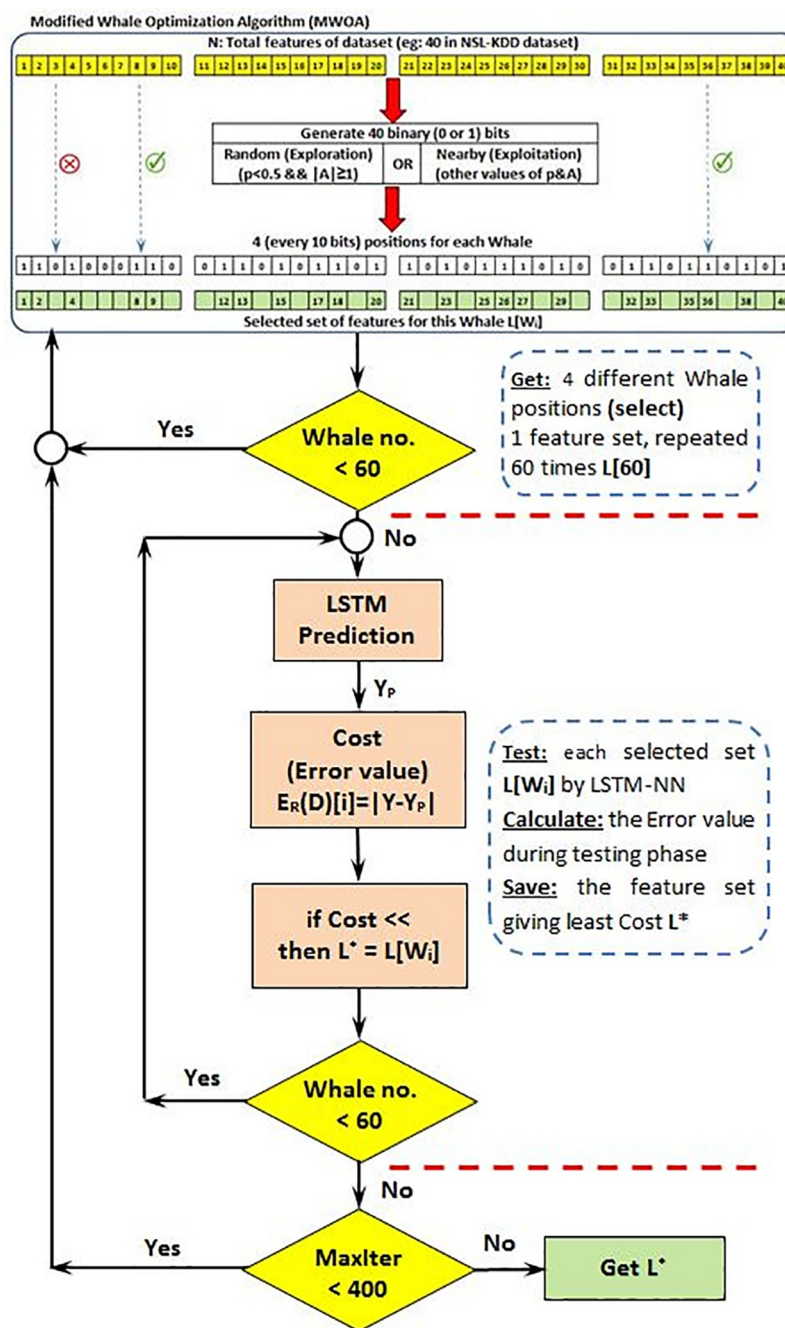 Modified Whale Optimization Algorithm (MWOA)
N: Total features of dataset (eg: 40 in NSL-KDD dataset)
1 2 3 4 5 6 7 8 9 10 11 12 13 14 15 16 17 18 19 20 21 22 23 24 25 26 27 28 29 30 31 32 33 34 35 36 37 38 39 40
Generate 40 binary (0 or 1) bits
Random (Exploration) OR Nearby (Exploitation)
(p<0.5 && |A|≥1) (other values of p&A)
4 (every 10 bits) positions for each Whale
1 1 0 1 0 0 0 1 1 0 0 1 1 0 1 0 1 1 0 1 1 0 1 0 1 1 1 0 1 0 0 1 1 0 1 1 0 1 0 1
1 2 4 8 9 12 13 15 17 18 20 21 23 25 26 27 29 32 33 35 36 38 40
Selected set of features for this Whale L[Wi]
Get: 4 different Whale
positions (select)
1 feature set, repeated
60 times L[60]
Yes
Whale no.
< 60
No
LSTM
Prediction
YP
Cost
(Error value)
ER(D)[i]=|Y-YP|
Test: each selected set
L[Wi] by LSTM-NN
Calculate: the Error value
during testing phase
Save: the feature set
giving least Cost L*
if Cost <<
then L* = L[Wi]
Yes
Whale no.
< 60
No
Yes
MaxIter
< 400
No
Get L*